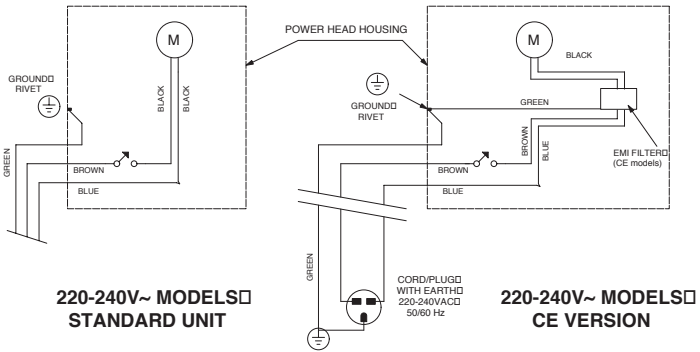 POWER HEAD HOUSING
M
GROUND□
RIVET
BLACK
BLACK
GREEN
BROWN
BLUE
220-240V~ MODELS□
STANDARD UNIT
M
BLACK
GROUND□
RIVET
GREEN
BROWN
BLUE
EMI FILTER□
(CE models)
BROWN
BLUE
GREEN
CORD/PLUG□
WITH EARTH□
220-240VAC□
50/60 Hz
220-240V~ MODELS□
CE VERSION